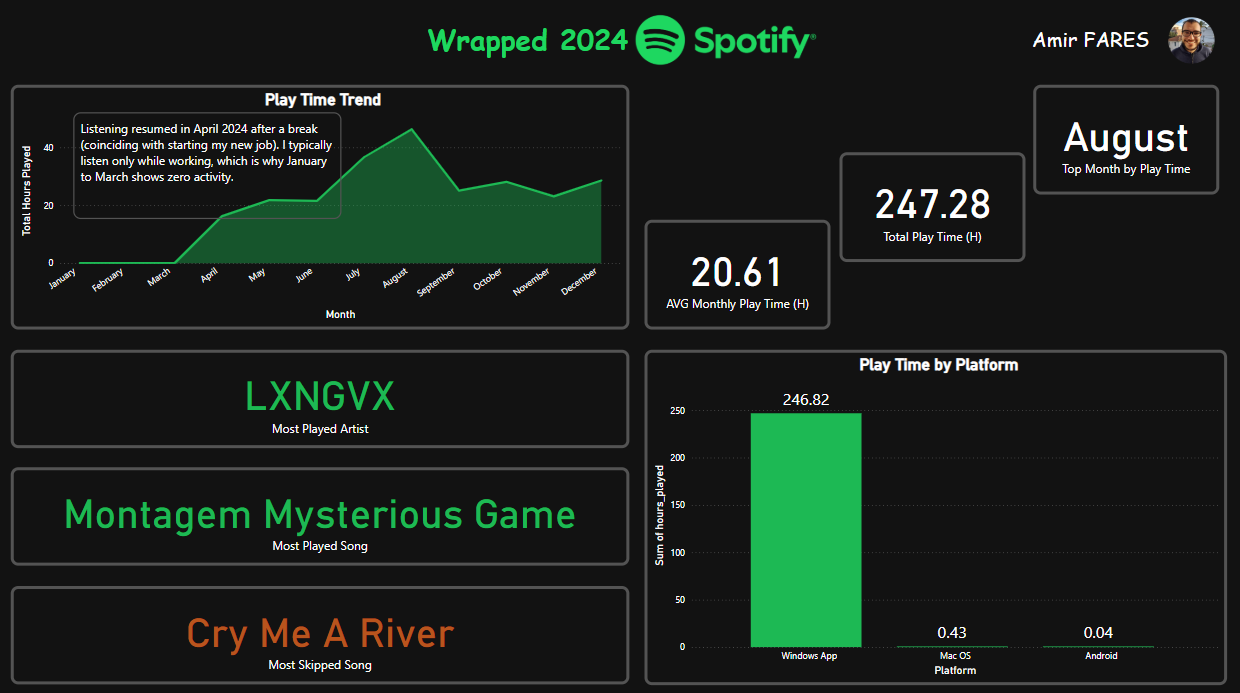 Wrapped 2024 Spotify®
Amir FARES
Play Time Trend
Listening resumed in April 2024 after a break
(coinciding with starting my new job). I typically
listen only while working, which is why January
to March shows zero activity.
Total Hours Played
40
20
0
January February March April May June July August September October November December
Month
August
Top Month by Play Time
247.28
Total Play Time (H)
20.61
AVG Monthly Play Time (H)
LXNGVX
Most Played Artist
Montagem Mysterious Game
Most Played Song
Cry Me A River
Most Skipped Song
Play Time by Platform
Sum of hours_played
250
200
150
100
50
0
246.82
0.43
0.04
Windows App Mac OS Android
Platform